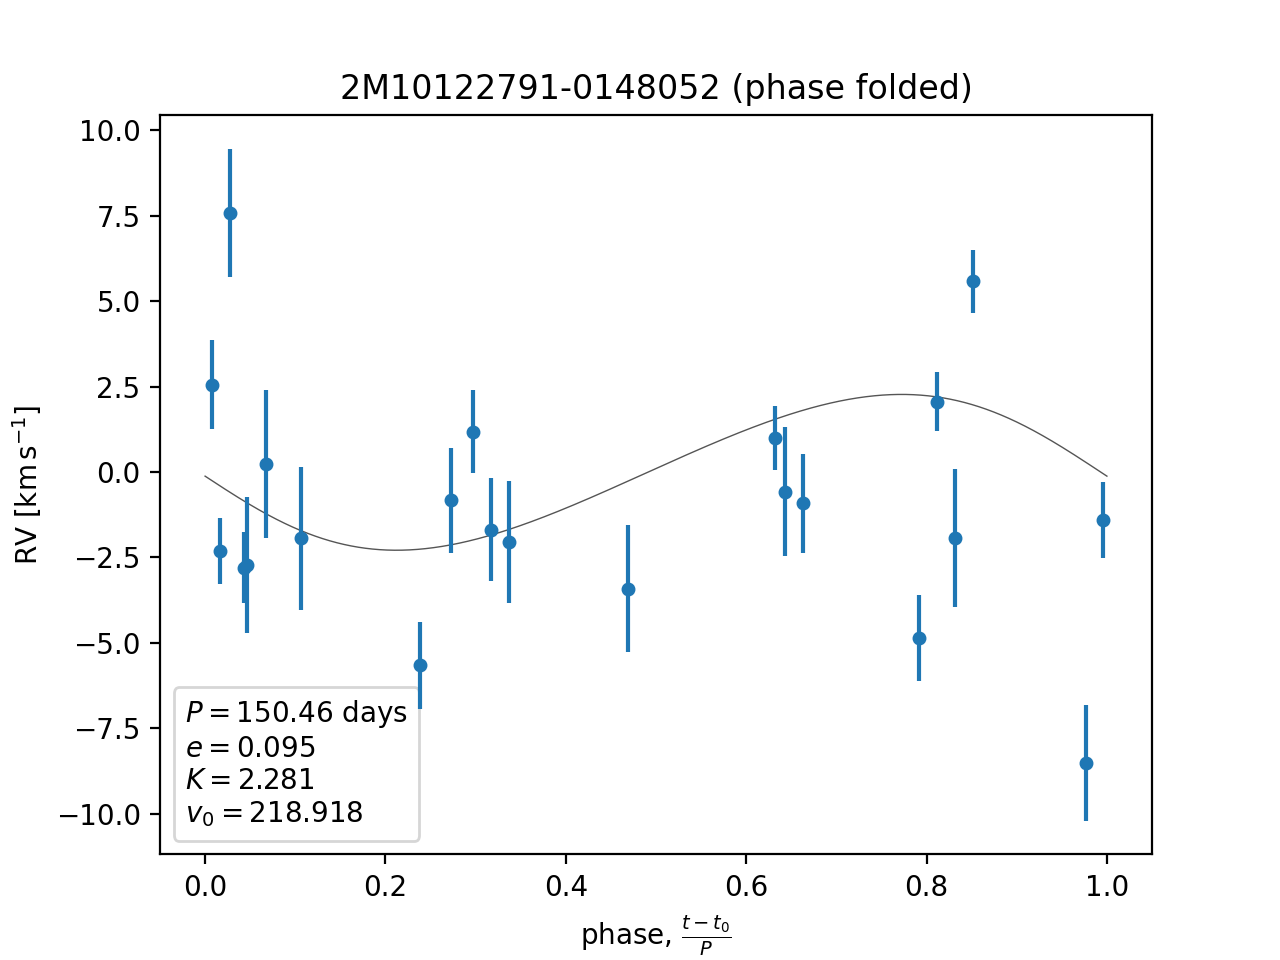 2M10122791-0148052 (phase folded)
10.0
7.5
5.0
2.5
0.0
−2.5
−5.0
−7.5
−10.0
RV [km s⁻¹]
P = 150.46 days
e = 0.095
K = 2.281
v₀ = 218.918
0.0 0.2 0.4 0.6 0.8 1.0
phase, (t − t₀)/P